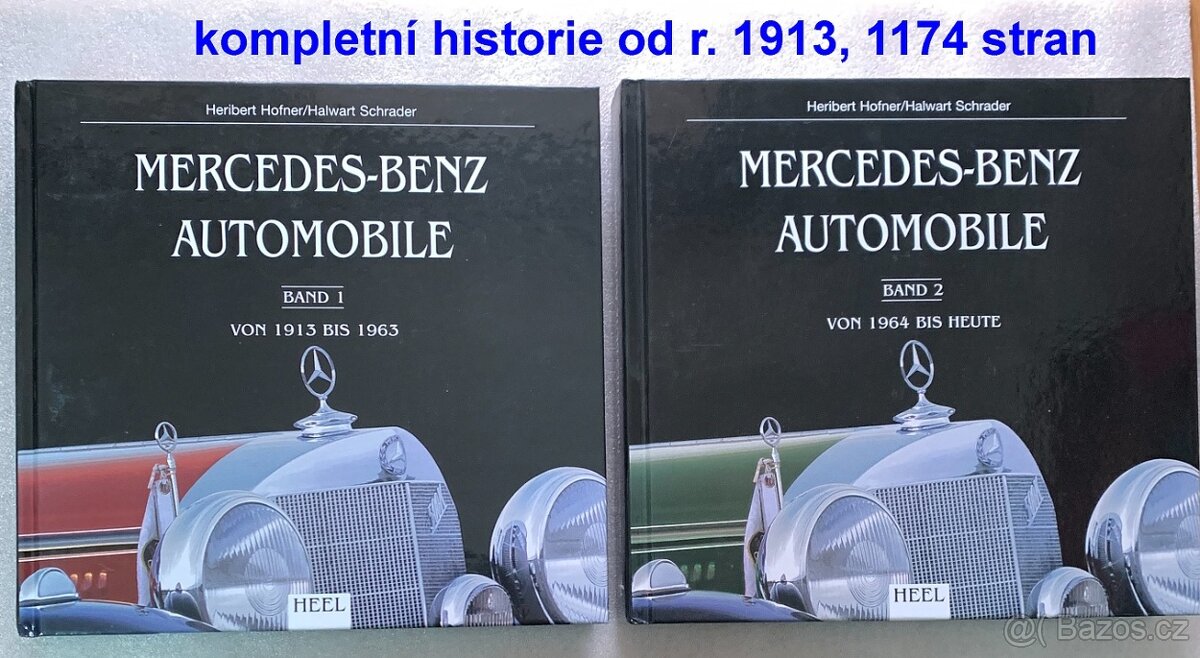 kompletní historie od r. 1913, 1174 stran
Heribert Hofner/Halwart Schrader
MERCEDES-BENZ
AUTOMOBILE
BAND 1
VON 1913 BIS 1963
HEEL
Heribert Hofner/Halwart Schrader
MERCEDES-BENZ
AUTOMOBILE
BAND 2
VON 1964 BIS HEUTE
HEEL
@( Bazos.cz